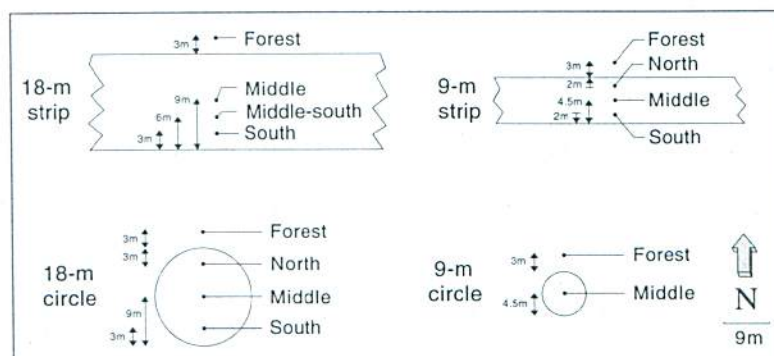 3m
Forest
18-m
strip
9m
Middle
6m
Middle-south
3m
South
Forest
3m
North
2m
9-m
strip
4.5m
Middle
2m
South
3m
Forest
3m
North
18-m
circle
Middle
9m
3m
South
Forest
3m
9-m
circle
Middle
4.5m
N
9m